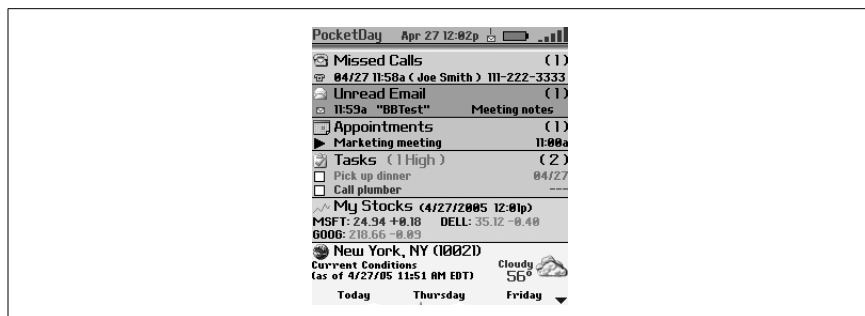 PocketDay Apr 27 12:02p
Missed Calls (1)
04/27 11:58a ( Joe Smith ) 111-222-3333
Unread Email (1)
11:59a "BBTest" Meeting notes
Appointments (1)
Marketing meeting 11:00a
Tasks ( 1 High ) (2)
Pick up dinner 04/27
Call plumber ---
My Stocks (4/27/2005 12:01p)
MSFT: 24.94 +0.18 DELL: 35.12 -0.40
GOOG: 218.66 -0.09
New York, NY (10021)
Current Conditions
(as of 4/27/05 11:51 AM EDT)
Cloudy
56°
Today Thursday Friday